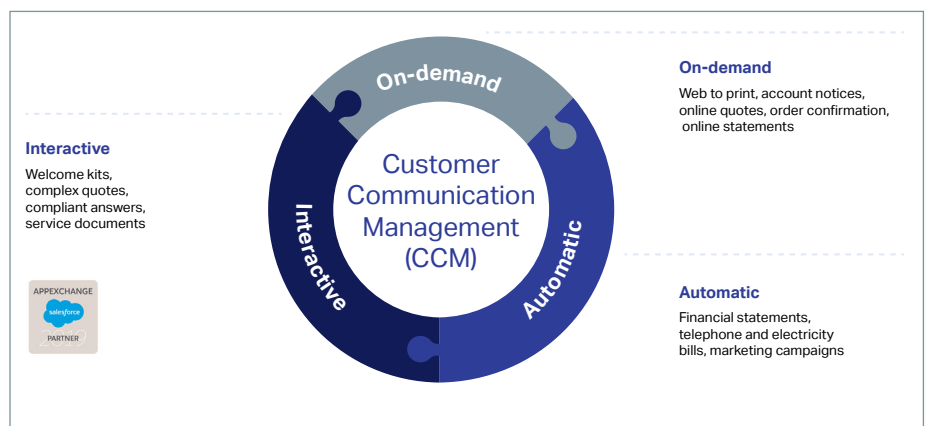 On-demand
On-demand
Web to print, account notices,
online quotes, order confirmation,
online statements
Interactive
Welcome kits,
complex quotes,
compliant answers,
service documents
Customer
Communication
Management
(CCM)
Interactive
Automatic
Automatic
Financial statements,
telephone and electricity
bills, marketing campaigns
APPEXCHANGE
salesforce
2019
PARTNER